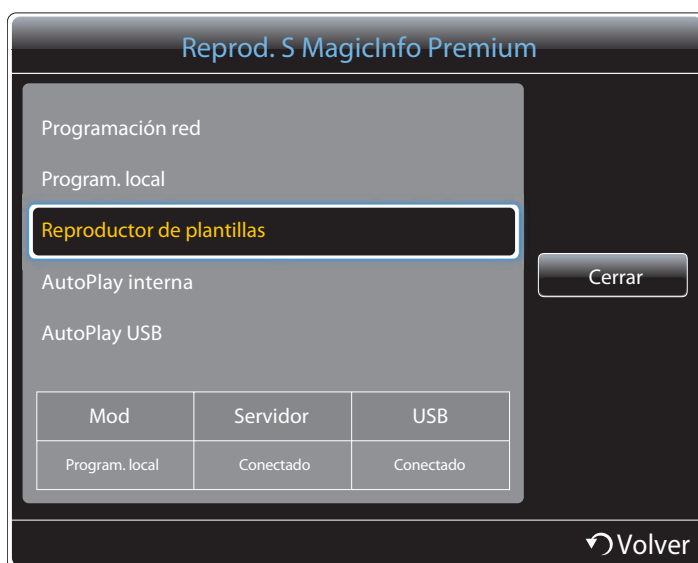 Reprod. S MagicInfo Premium
Programación red
Program. local
Reproductor de plantillas
AutoPlay interna
AutoPlay USB
Cerrar
Mod Servidor USB
Program. local Conectado Conectado
Volver